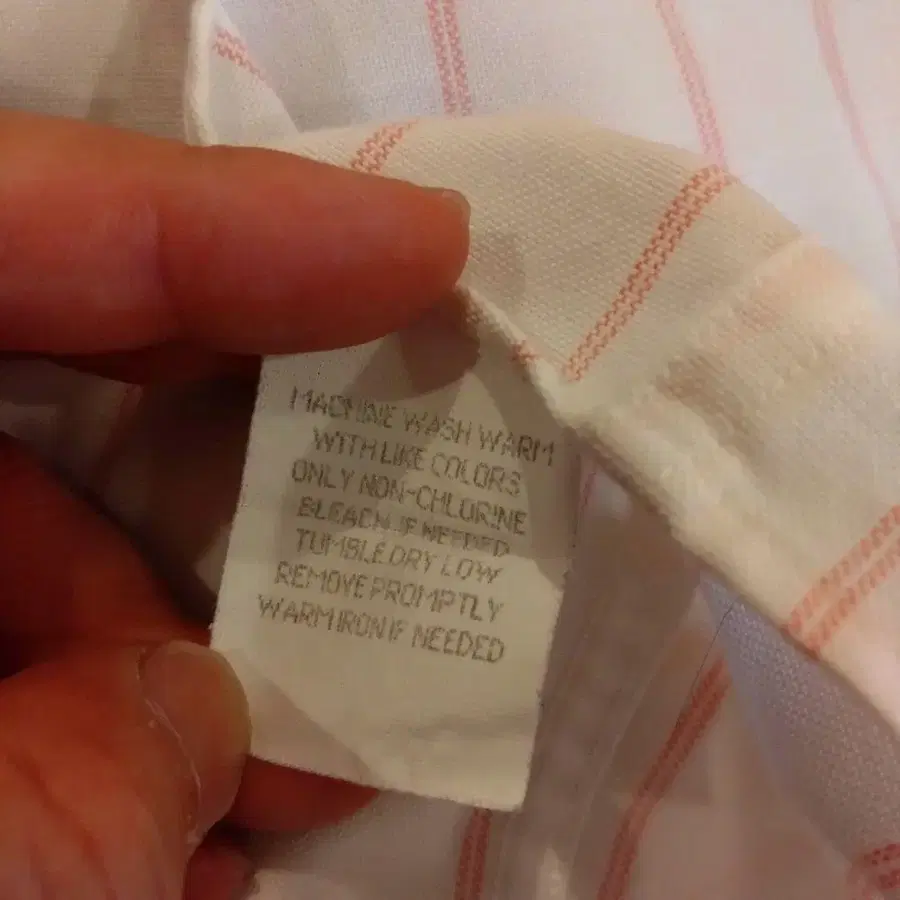 MACHINE WASH WARM
WITH LIKE COLORS
ONLY NON-CHLORINE
BLEACH IF NEEDED
TUMBLE DRY LOW
REMOVE PROMPTLY
WARM IRON IF NEEDED